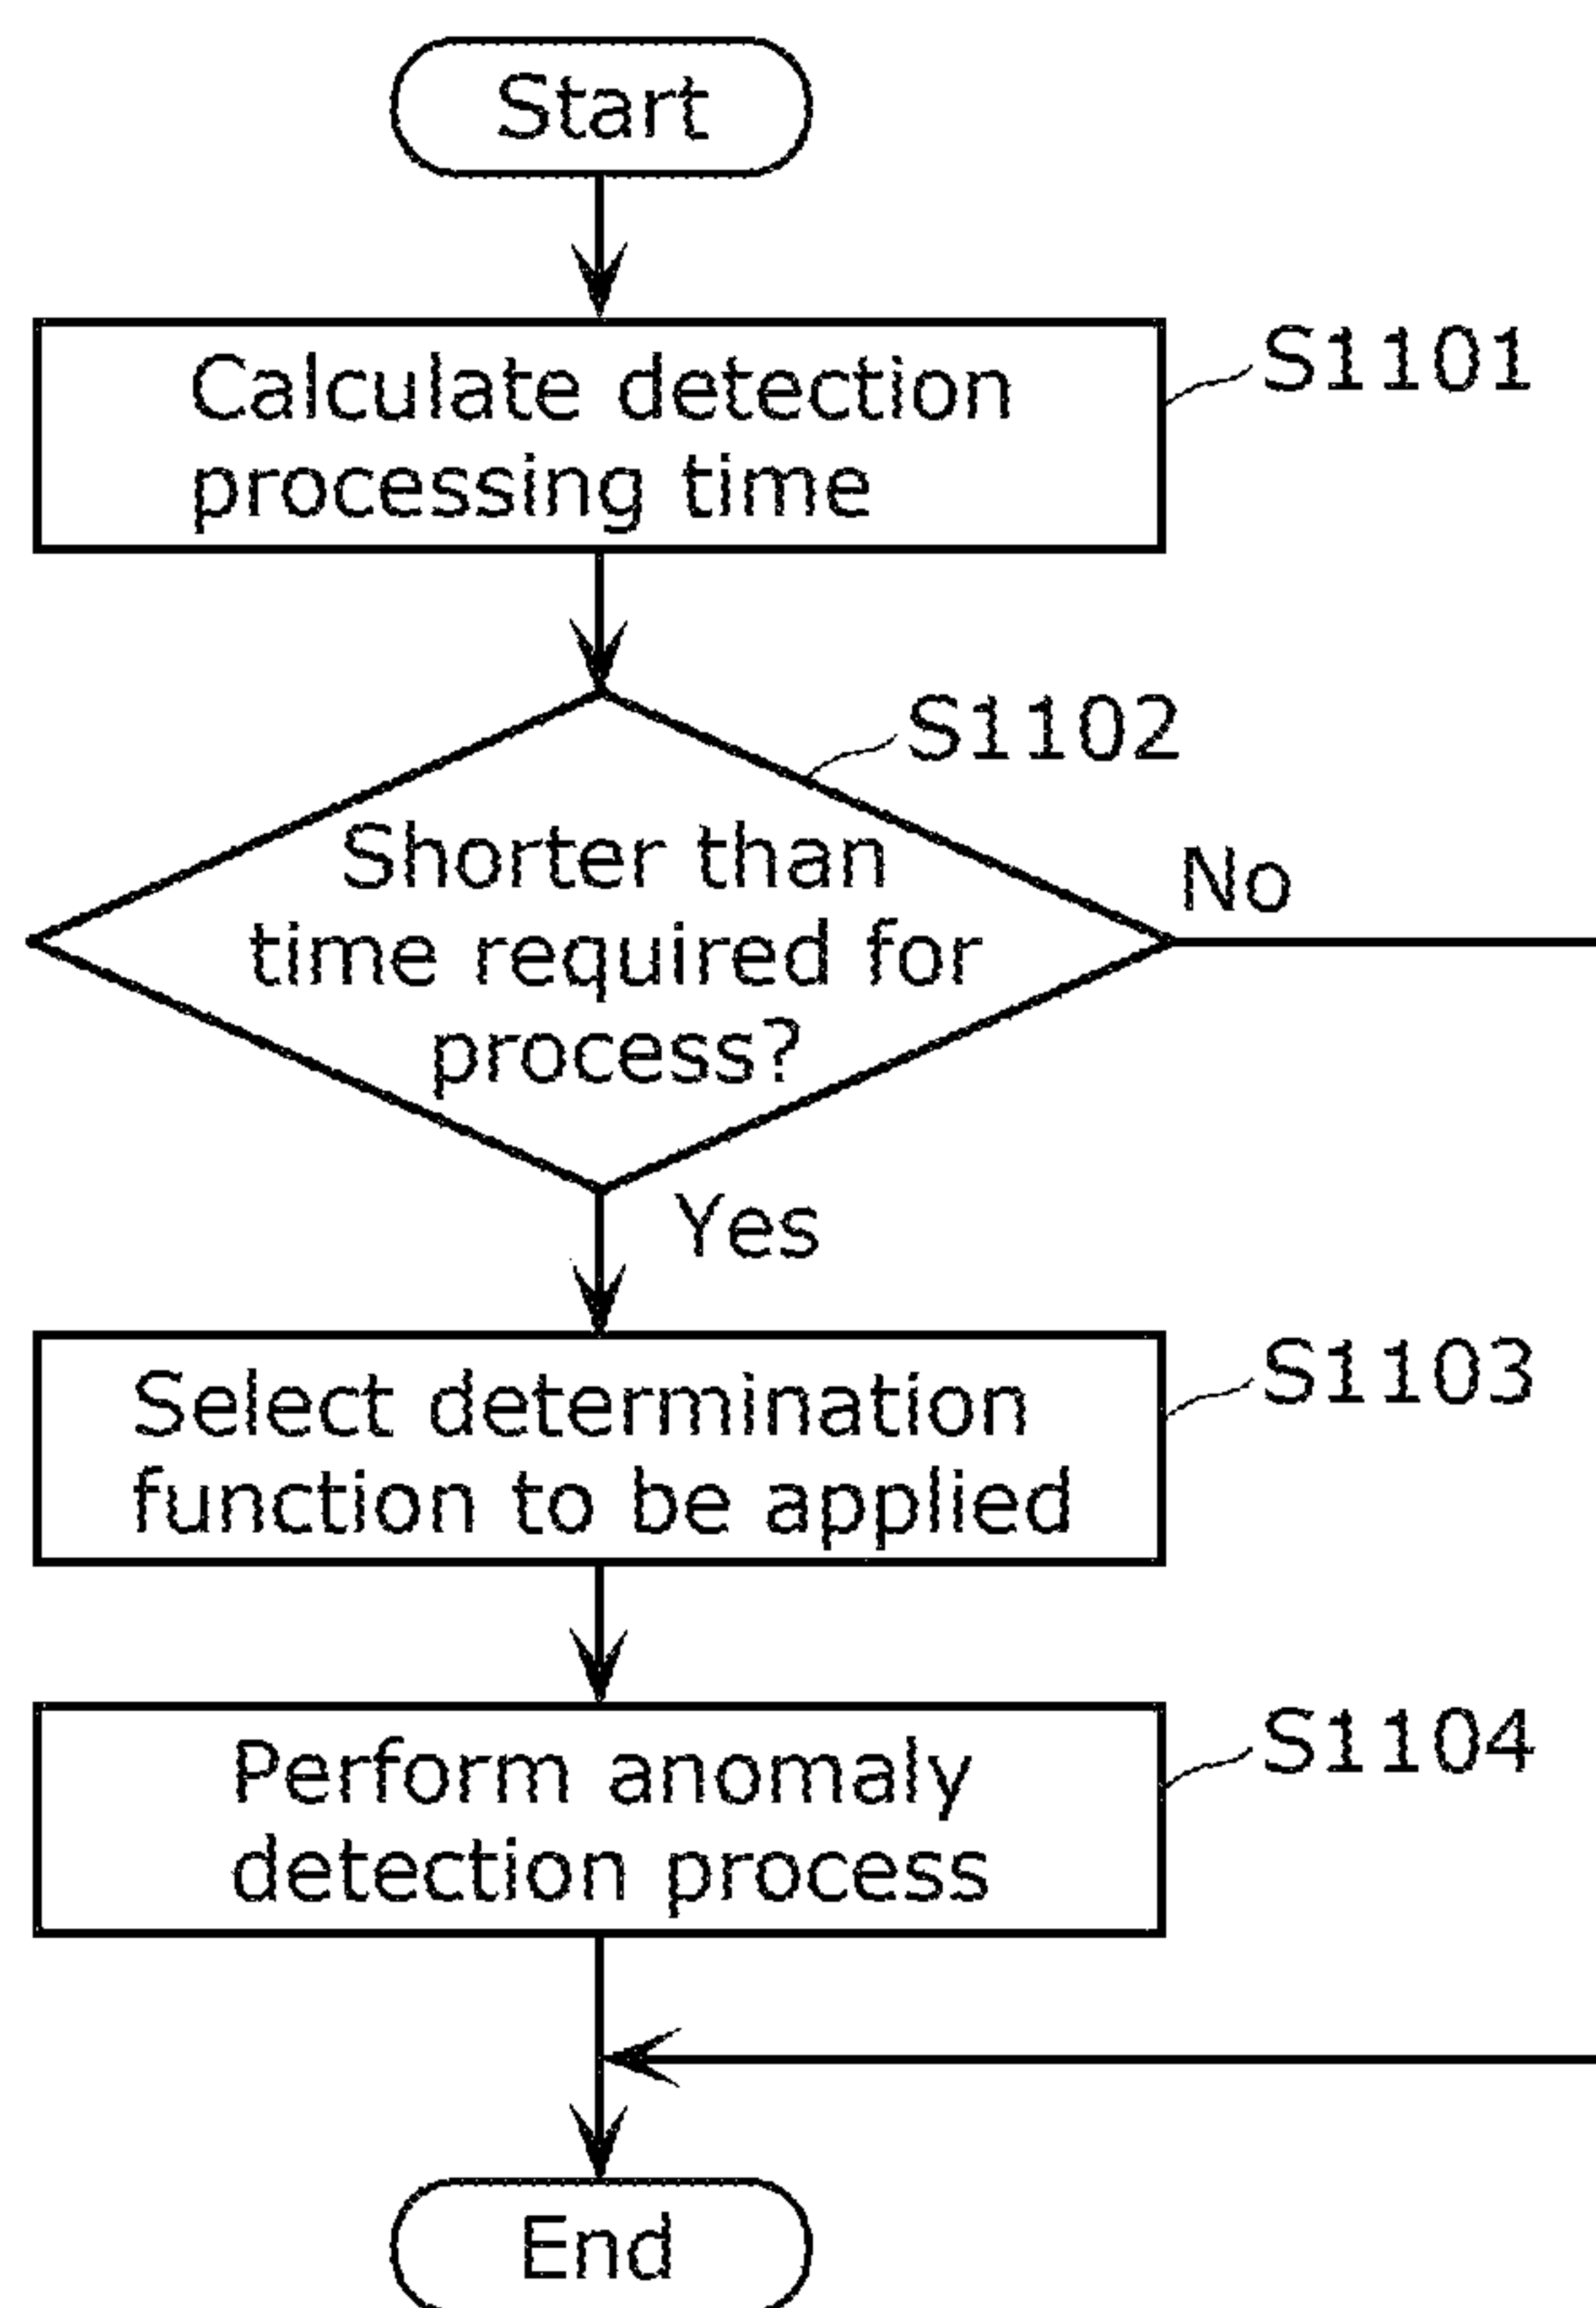 Start
Calculate detection
processing time
S1101
S1102
Shorter than
time required for
process?
No
Yes
Select determination
function to be applied
S1103
Perform anomaly
detection process
S1104
End